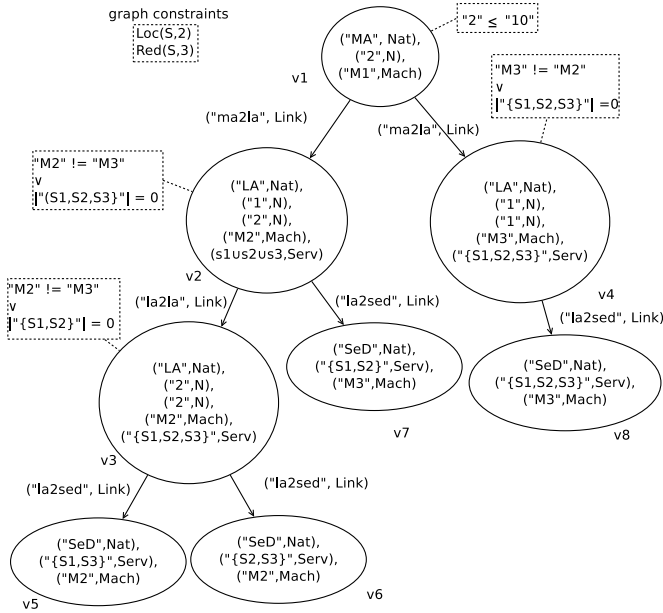 graph constraints
Loc(S,2)
Red(S,3)
("MA", Nat),
("2",N),
("M1",Mach)
v1
"2" ≤ "10"
"M3" != "M2"
v
|"{S1,S2,S3}"| =0
("ma2la", Link)
("ma2la", Link)
"M2" != "M3"
v
|"(S1,S2,S3}"| = 0
("LA",Nat),
("1",N),
("2",N),
("M2",Mach),
(s1∪s2∪s3,Serv)
v2
("LA",Nat),
("1",N),
("1",N),
("M3",Mach),
("{S1,S2,S3}",Serv)
v4
"M2" != "M3"
v
|"{S1,S2}"| = 0
("la2la", Link)
("la2sed", Link)
("la2sed", Link)
("LA",Nat),
("2",N),
("2",N),
("M2",Mach),
("{S1,S2,S3}",Serv)
v3
("SeD",Nat),
("{S1,S2}",Serv),
("M3",Mach)
v7
("SeD",Nat),
("{S1,S2,S3}",Serv),
("M3",Mach)
v8
("la2sed", Link)
("la2sed", Link)
("SeD",Nat),
("{S1,S3}",Serv),
("M2",Mach)
v5
("SeD",Nat),
("{S2,S3}",Serv),
("M2",Mach)
v6